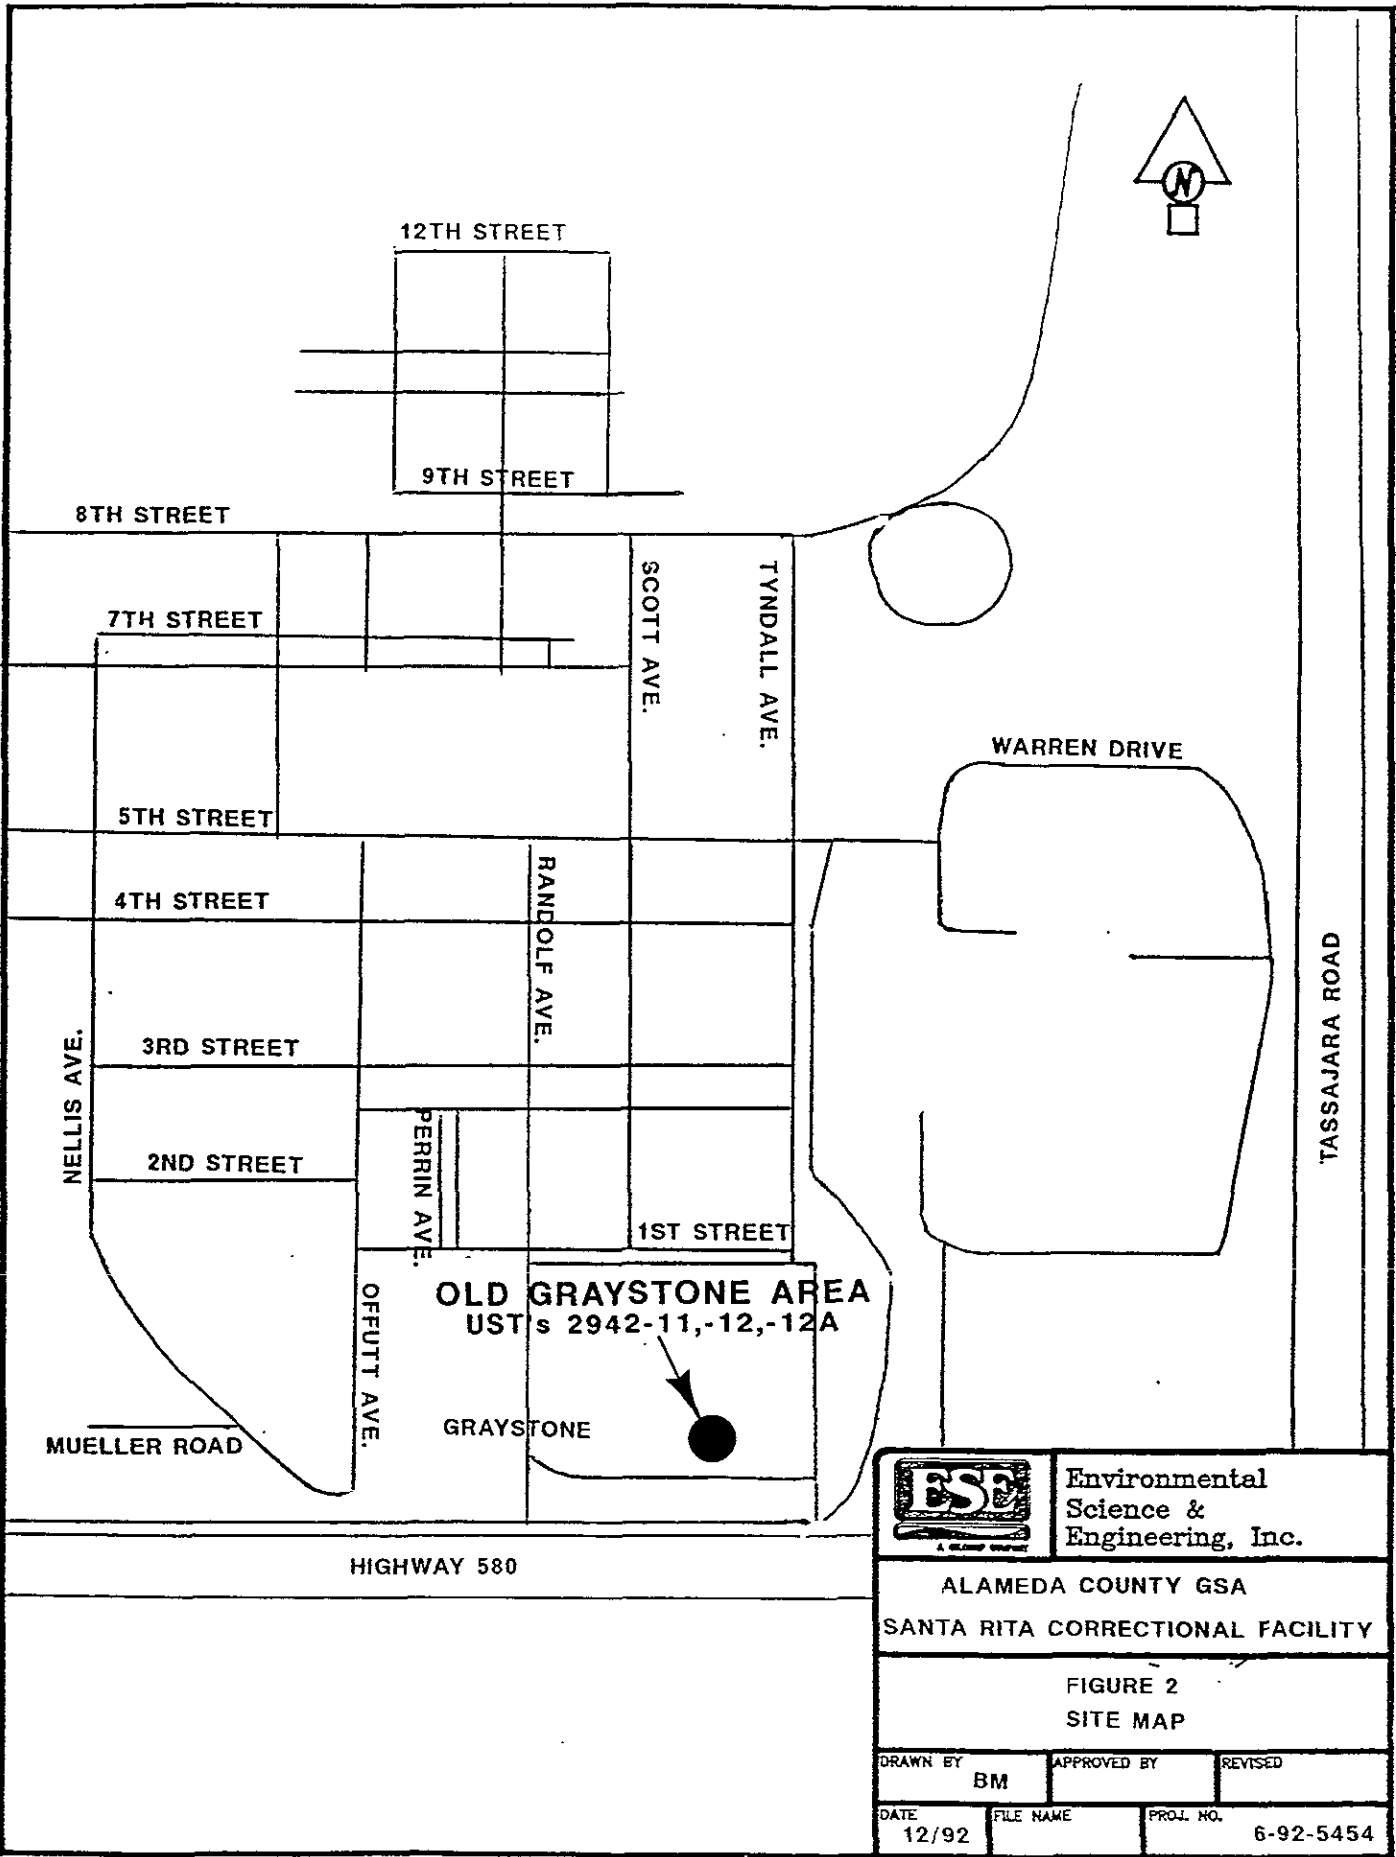 N
12TH STREET
9TH STREET
8TH STREET
SCOTT AVE.
TYNDALL AVE.
7TH STREET
WARREN DRIVE
5TH STREET
RANDOLF AVE.
4TH STREET
TASSAJARA ROAD
NELLIS AVE.
3RD STREET
PERRIN AVE.
2ND STREET
1ST STREET
OLD GRAYSTONE AREA
UST's 2942-11,-12,-12A
OFFUTT AVE.
GRAYSTONE
MUELLER ROAD
HIGHWAY 580
ESE
Environmental
Science &
Engineering, Inc.
ALAMEDA COUNTY GSA
SANTA RITA CORRECTIONAL FACILITY
FIGURE 2
SITE MAP
DRAWN BY
BM
APPROVED BY
REVISED
DATE
12/92
FILE NAME
PROJ. NO.
6-92-5454